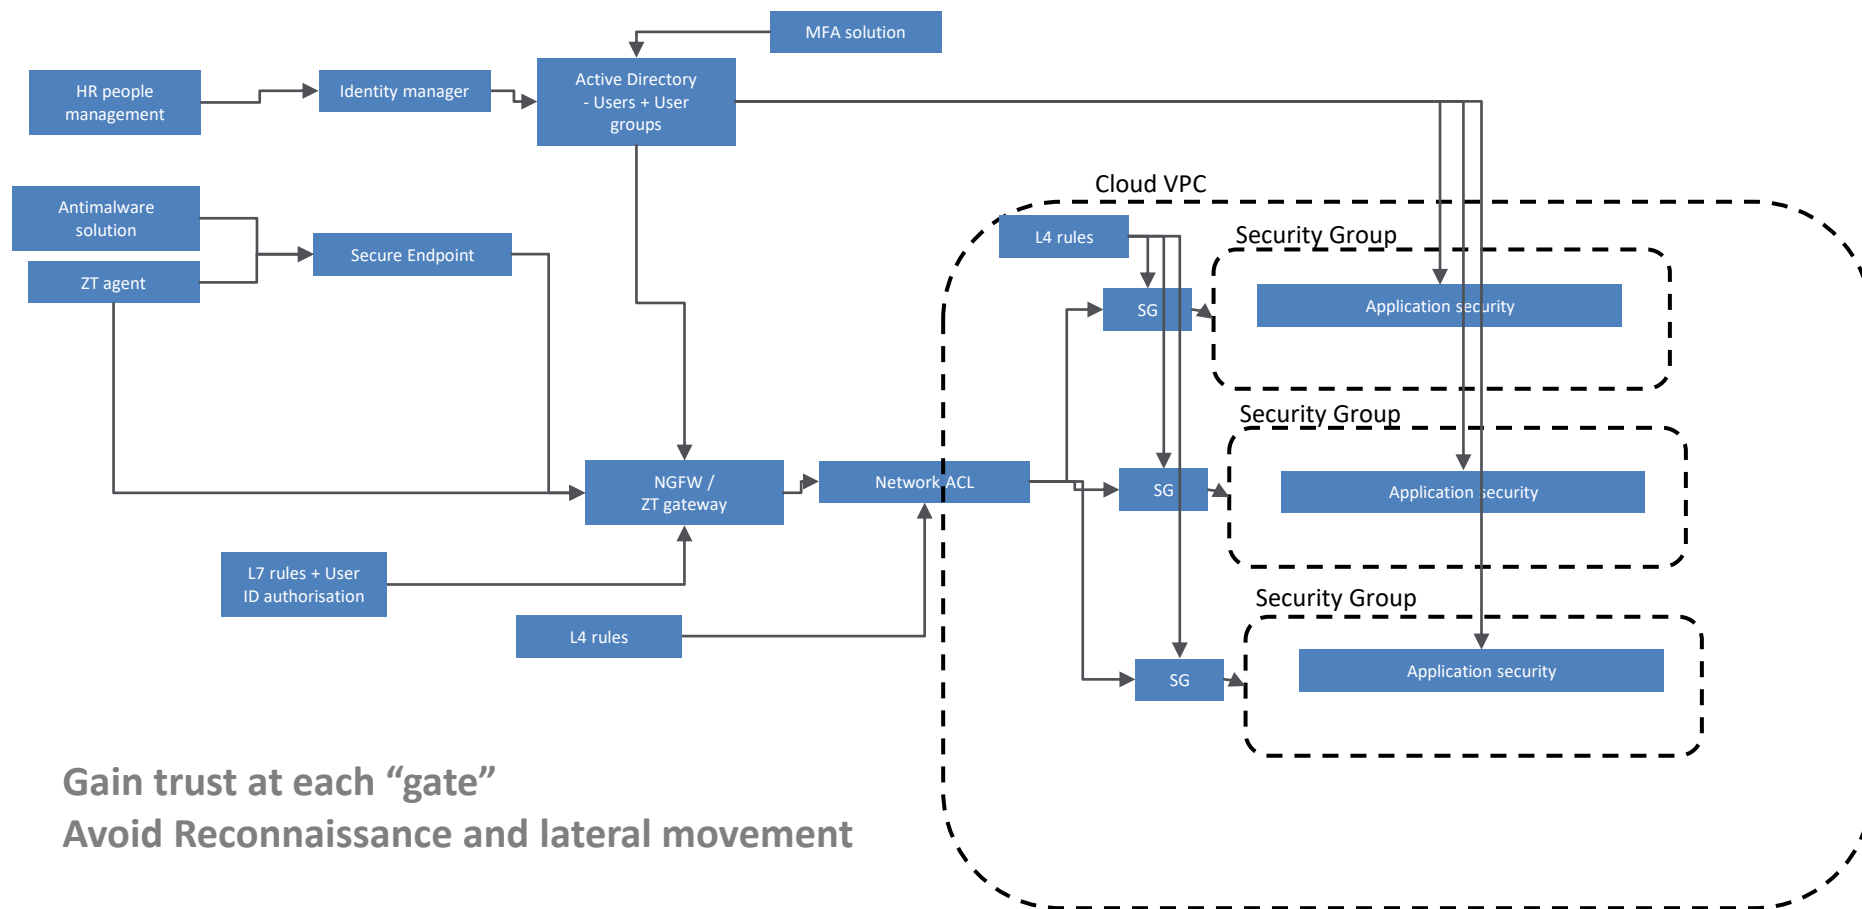 MFA solution
HR people
management
Identity manager
Active Directory
- Users + User
groups
Antimalware
solution
Secure Endpoint
ZT agent
Cloud VPC
L4 rules
Security Group
SG
Application security
Security Group
NGFW /
ZT gateway
Network ACL
SG
Application security
L7 rules + User
ID authorisation
L4 rules
Security Group
SG
Application security
Gain trust at each “gate”
Avoid Reconnaissance and lateral movement